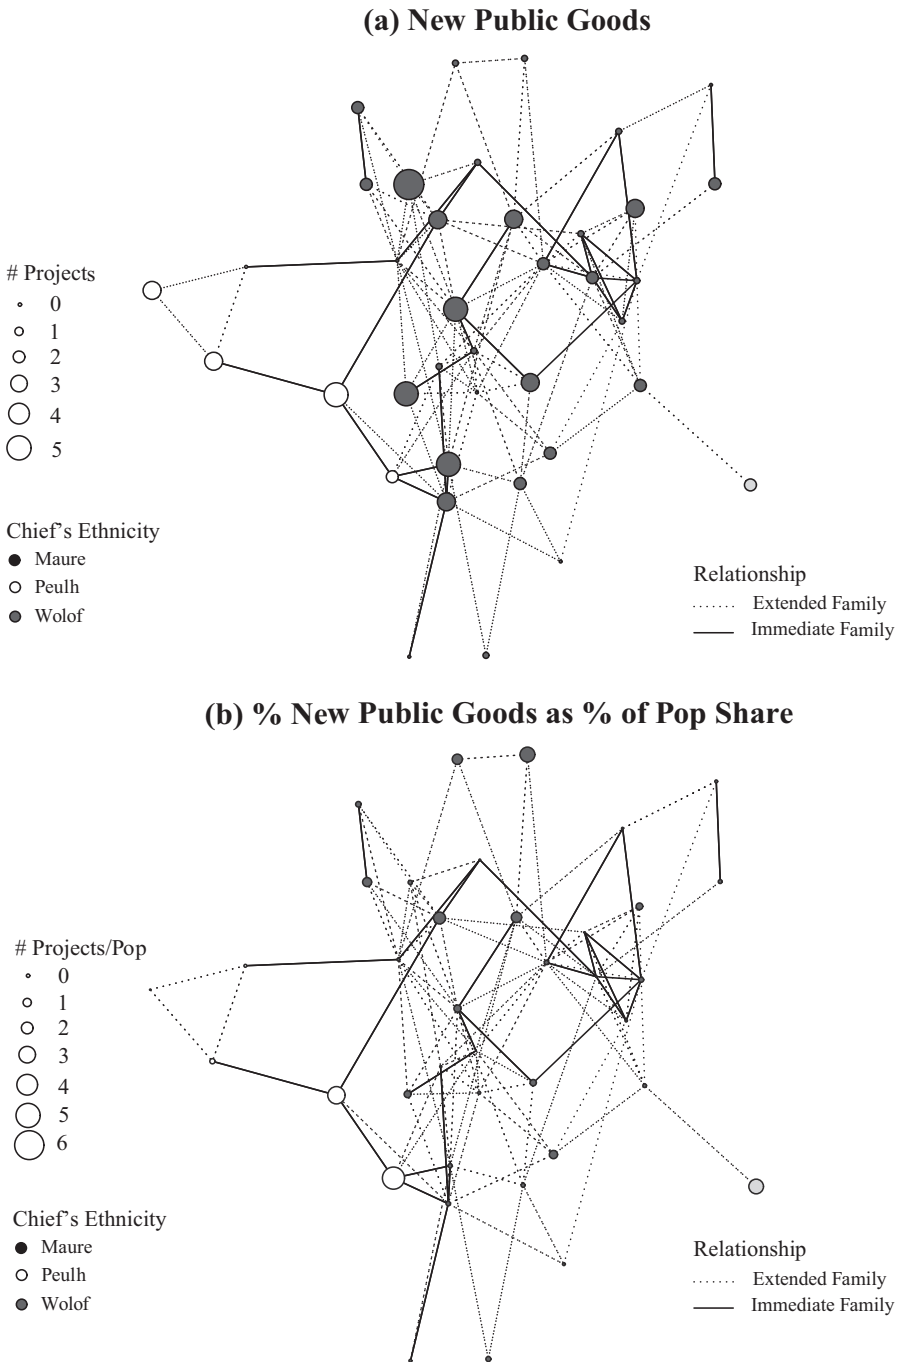 (a) New Public Goods
# Projects
0
1
2
3
4
5
Chief’s Ethnicity
Maure
Peulh
Wolof
Relationship
Extended Family
Immediate Family
(b) % New Public Goods as % of Pop Share
# Projects/Pop
0
1
2
3
4
5
6
Chief’s Ethnicity
Maure
Peulh
Wolof
Relationship
Extended Family
Immediate Family